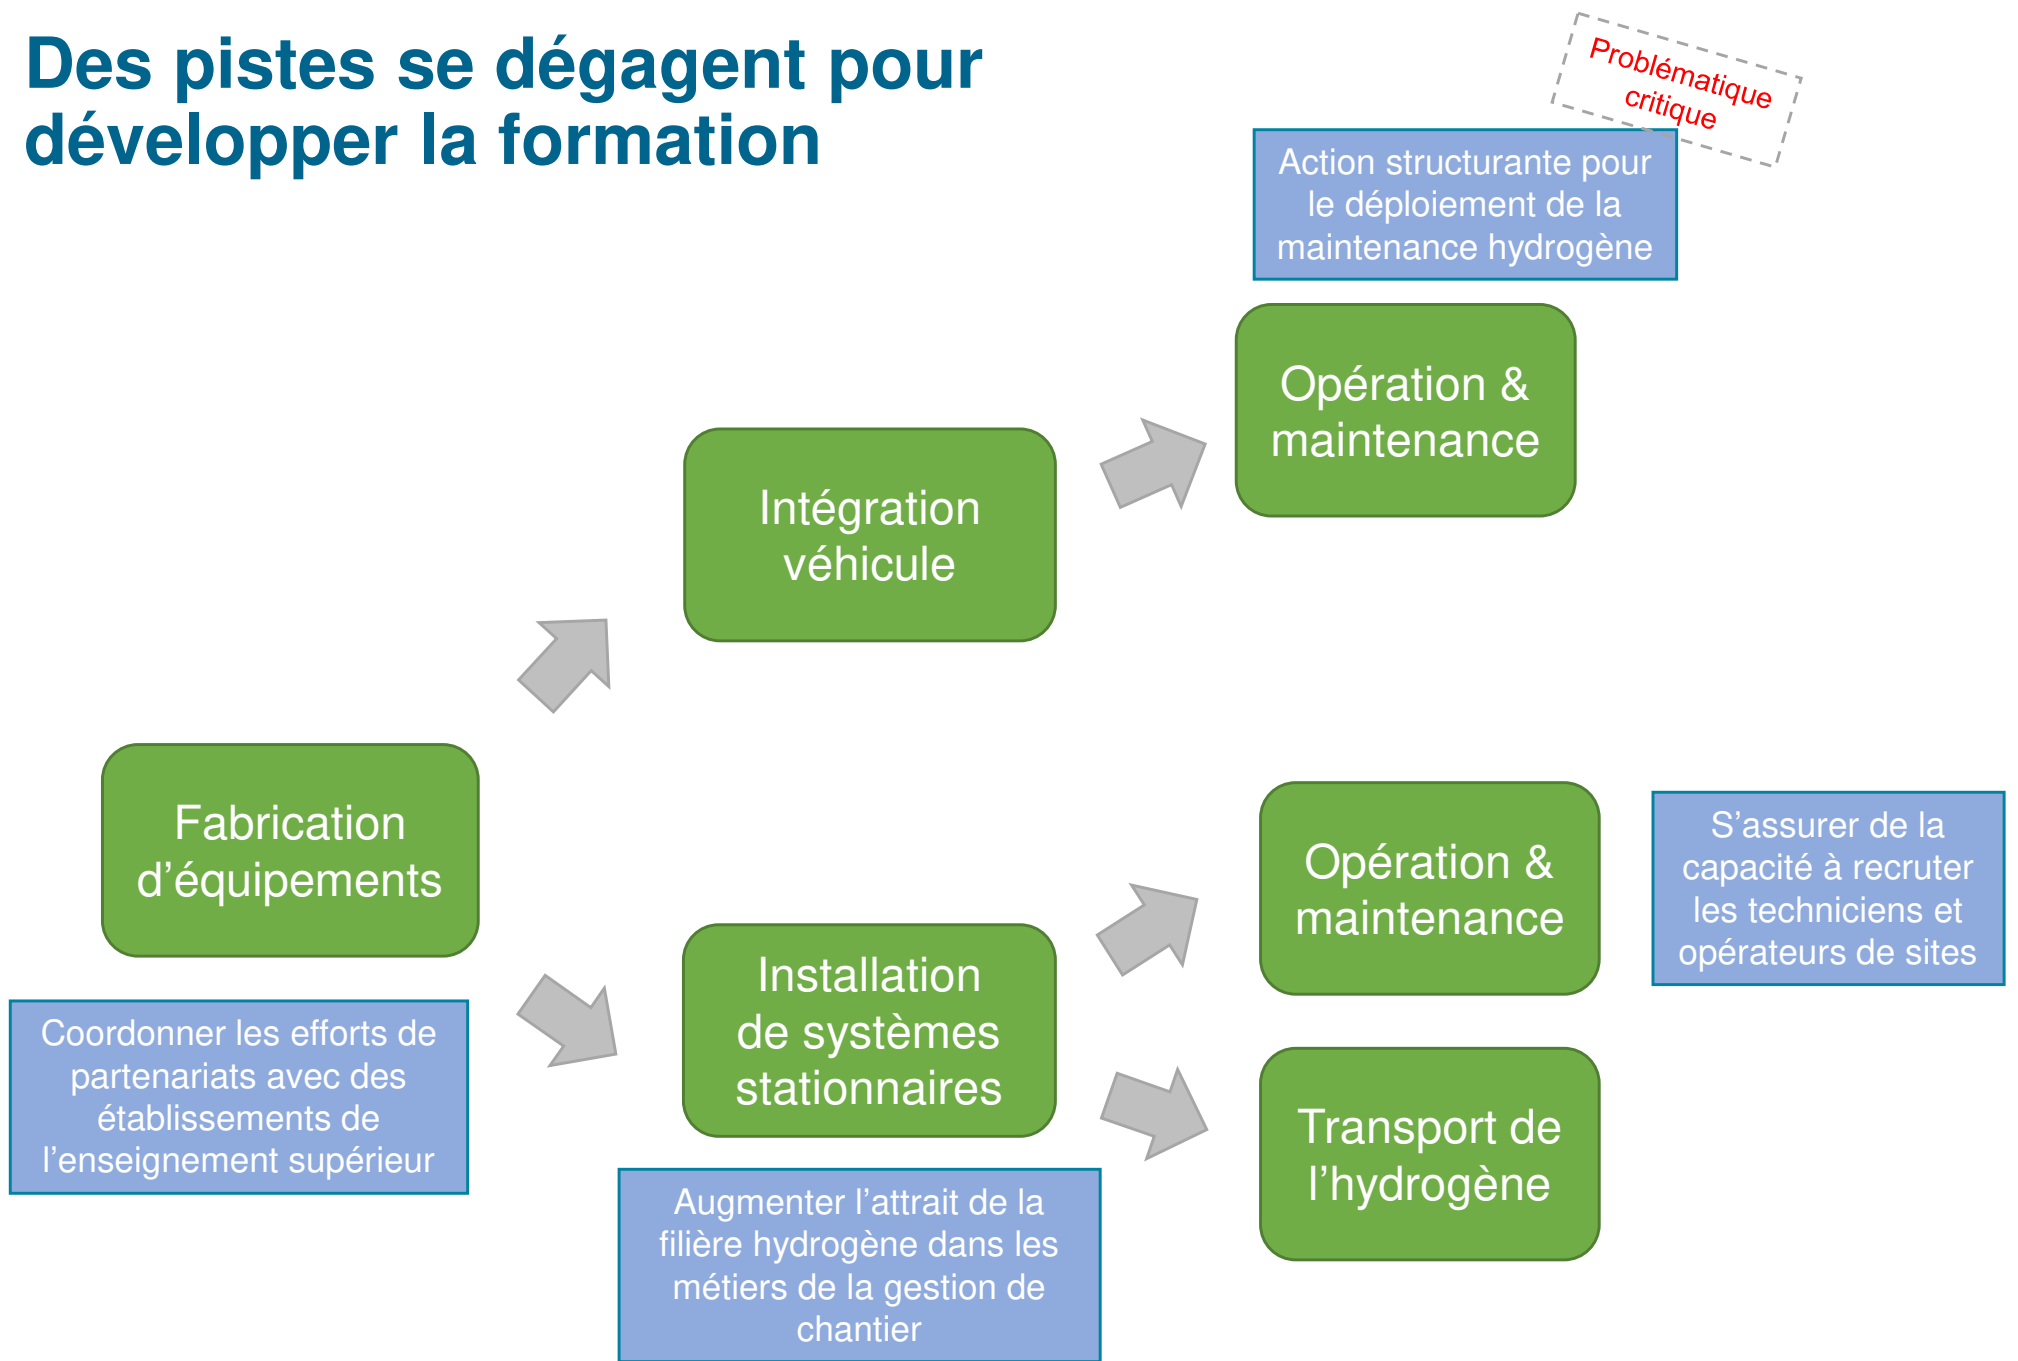 Des pistes se dégagent pour
développer la formation
Problématique
critique
Action structurante pour
le déploiement de la
maintenance hydrogène
Opération &
maintenance
Intégration
véhicule
Fabrication
d’équipements
Coordonner les efforts de
partenariats avec des
établissements de
l’enseignement supérieur
Installation
de systèmes
stationnaires
Augmenter l’attrait de la
filière hydrogène dans les
métiers de la gestion de
chantier
Opération &
maintenance
S’assurer de la
capacité à recruter
les techniciens et
opérateurs de sites
Transport de
l’hydrogène